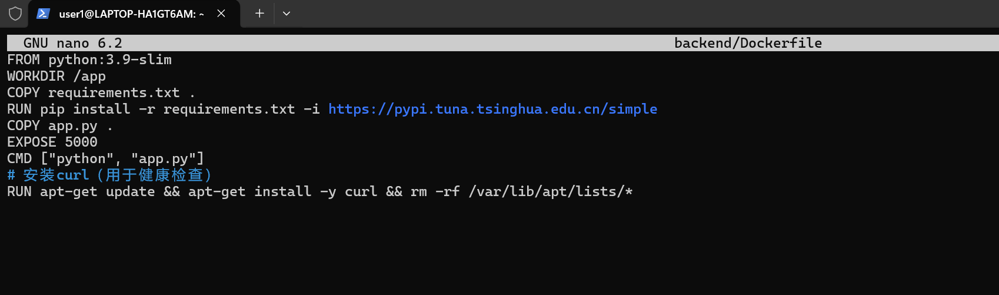 user1@LAPTOP-HA1GT6AM: ~
GNU nano 6.2 backend/Dockerfile
FROM python:3.9-slim
WORKDIR /app
COPY requirements.txt .
RUN pip install -r requirements.txt -i https://pypi.tuna.tsinghua.edu.cn/simple
COPY app.py .
EXPOSE 5000
CMD ["python", "app.py"]
# 安装curl（用于健康检查）
RUN apt-get update && apt-get install -y curl && rm -rf /var/lib/apt/lists/*